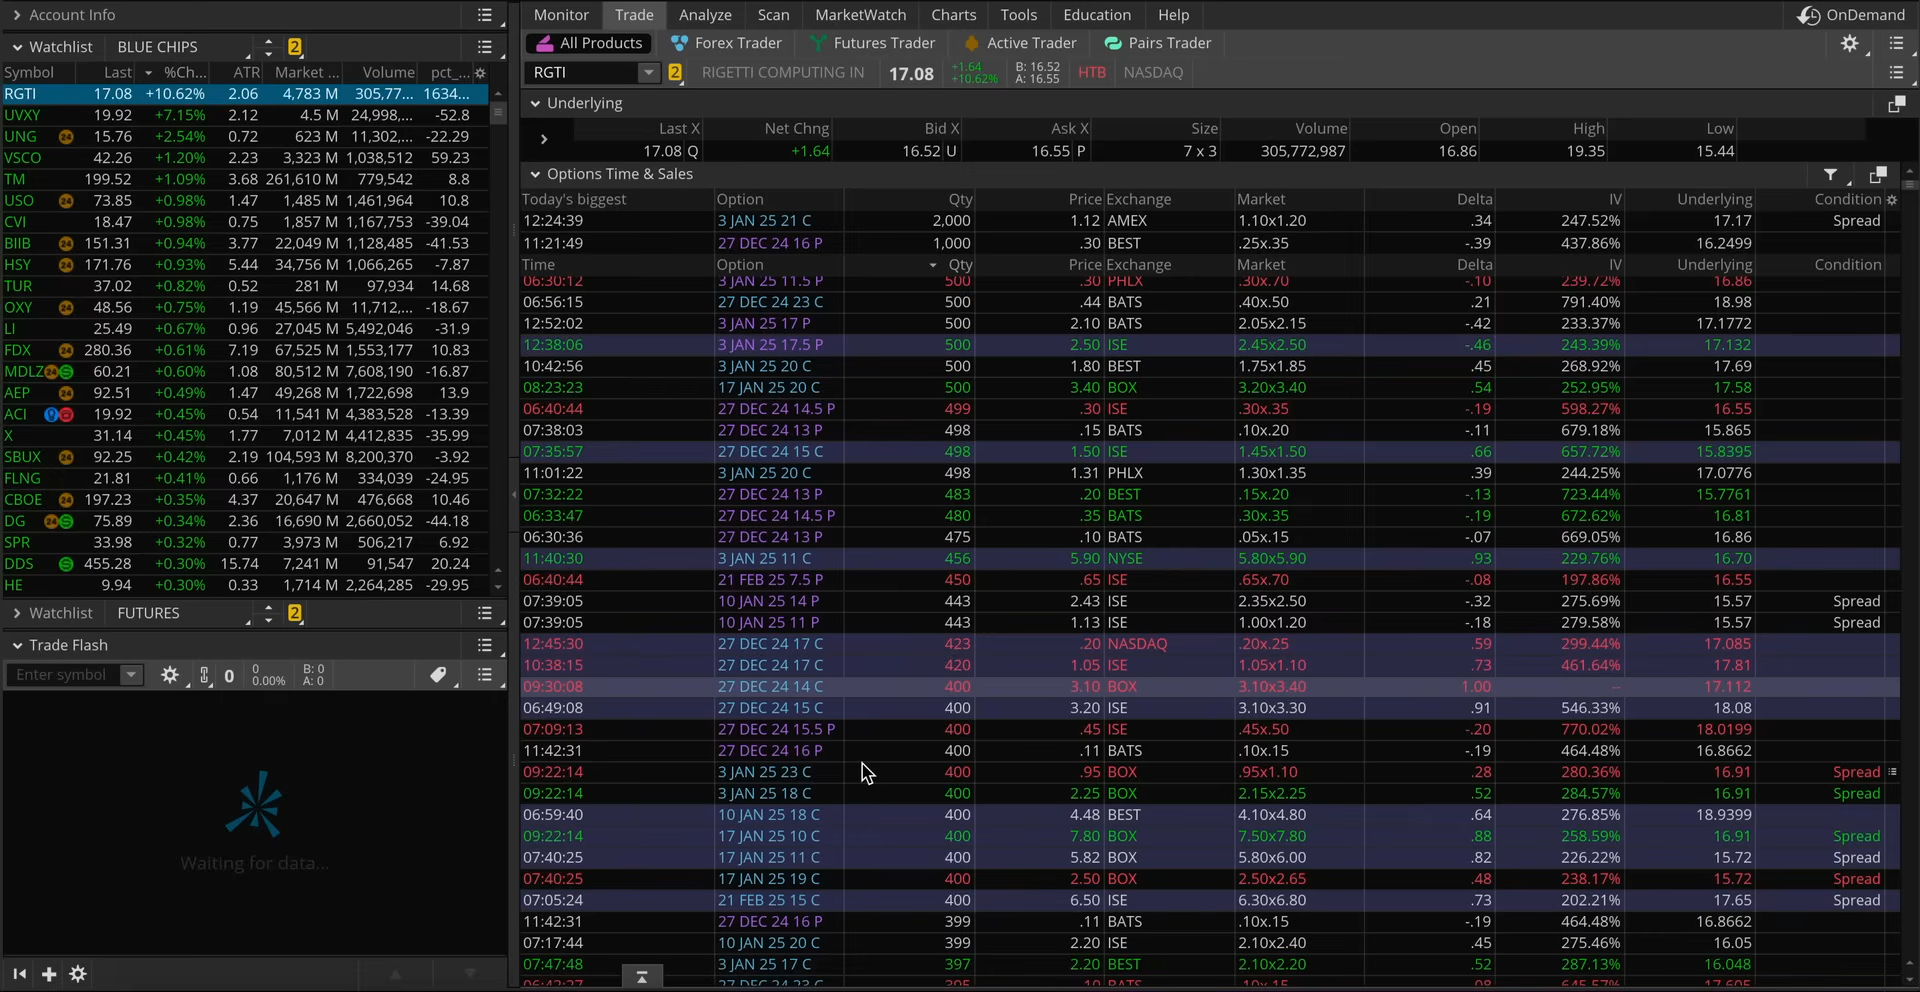 Account Info
Monitor Trade Analyze Scan MarketWatch Charts Tools Education Help OnDemand
Watchlist BLUE CHIPS 2
All Products Forex Trader Futures Trader Active Trader Pairs Trader
Symbol Last %Ch... ATR Market ... Volume pct_...
RGTI 2 RIGETTI COMPUTING IN 17.08 +1.64 +10.62% B: 16.52 A: 16.55 HTB NASDAQ
RGTI 17.08 +10.62% 2.06 4,783 M 305,77... 1634...
UVXY 19.92 +7.15% 2.12 4.5 M 24,998,... -52.8
UNG 24 15.76 +2.54% 0.72 623 M 11,302,... -22.29
VSCO 42.26 +1.20% 2.23 3,323 M 1,038,512 59.23
TM 199.52 +1.09% 3.68 261,610 M 779,542 8.8
USO 24 73.85 +0.98% 1.47 1,485 M 1,461,964 10.8
CVI 18.47 +0.98% 0.75 1,857 M 1,167,753 -39.04
BIIB 24 151.31 +0.94% 3.77 22,049 M 1,128,485 -41.53
HSY 24 171.76 +0.93% 5.44 34,756 M 1,066,265 -7.87
TUR 37.02 +0.82% 0.52 281 M 97,934 14.68
OXY 24 48.56 +0.75% 1.19 45,566 M 11,712,... -18.67
LI 25.49 +0.67% 0.96 27,045 M 5,492,046 -31.9
FDX 24 280.36 +0.61% 7.19 67,525 M 1,553,177 10.83
MDLZ 24 S 60.21 +0.60% 1.08 80,512 M 7,608,190 -16.87
AEP 24 92.51 +0.49% 1.47 49,268 M 1,722,698 13.9
ACI 19.92 +0.45% 0.54 11,541 M 4,383,528 -13.39
X 31.14 +0.45% 1.77 7,012 M 4,412,835 -35.99
SBUX 24 92.25 +0.42% 2.19 104,593 M 8,200,370 -3.92
FLNG 21.81 +0.41% 0.66 1,176 M 334,039 -24.95
CBOE 24 197.23 +0.35% 4.37 20,647 M 476,668 10.46
DG 24 S 75.89 +0.34% 2.36 16,690 M 2,660,052 -44.18
SPR 33.98 +0.32% 0.77 3,973 M 506,217 6.92
DDS S 455.28 +0.30% 15.74 7,241 M 91,547 20.24
HE 9.94 +0.30% 0.33 1,714 M 2,264,285 -29.95
Watchlist FUTURES 2
Trade Flash
Enter symbol 0 0 0.00% B: 0 A: 0
Waiting for data...
Underlying
Last X Net Chng Bid X Ask X Size Volume Open High Low
17.08 Q +1.64 16.52 U 16.55 P 7 x 3 305,772,987 16.86 19.35 15.44
Options Time & Sales
Today's biggest Option Qty Price Exchange Market Delta IV Underlying Condition
12:24:39 3 JAN 25 21 C 2,000 1.12 AMEX 1.10x1.20 .34 247.52% 17.17 Spread
11:21:49 27 DEC 24 16 P 1,000 .30 BEST .25x.35 -.39 437.86% 16.2499
Time Option Qty Price Exchange Market Delta IV Underlying Condition
06:30:12 3 JAN 25 11.5 P 500 .30 PHLX .30x.70 -.10 239.72% 16.86
06:56:15 27 DEC 24 23 C 500 .44 BATS .40x.50 .21 791.40% 18.98
12:52:02 3 JAN 25 17 P 500 2.10 BATS 2.05x2.15 -.42 233.37% 17.1772
12:38:06 3 JAN 25 17.5 P 500 2.50 ISE 2.45x2.50 -.46 243.39% 17.132
10:42:56 3 JAN 25 20 C 500 1.80 BEST 1.75x1.85 .45 268.92% 17.69
08:23:23 17 JAN 25 20 C 500 3.40 BOX 3.20x3.40 .54 252.95% 17.58
06:40:44 27 DEC 24 14.5 P 499 .30 ISE .30x.35 -.19 598.27% 16.55
07:38:03 27 DEC 24 13 P 498 .15 BATS .10x.20 -.11 679.18% 15.865
07:35:57 27 DEC 24 15 C 498 1.50 ISE 1.45x1.50 .66 657.72% 15.8395
11:01:22 3 JAN 25 20 C 498 1.31 PHLX 1.30x1.35 .39 244.25% 17.0776
07:32:22 27 DEC 24 13 P 483 .20 BEST .15x.20 -.13 723.44% 15.7761
06:33:47 27 DEC 24 14.5 P 480 .35 BATS .30x.35 -.19 672.62% 16.81
06:30:36 27 DEC 24 13 P 475 .10 BATS .05x.15 -.07 669.05% 16.86
11:40:30 3 JAN 25 11 C 456 5.90 NYSE 5.80x5.90 .93 229.76% 16.70
06:40:44 21 FEB 25 7.5 P 450 .65 ISE .65x.70 -.08 197.86% 16.55
07:39:05 10 JAN 25 14 P 443 2.43 ISE 2.35x2.50 -.32 275.69% 15.57 Spread
07:39:05 10 JAN 25 11 P 443 1.13 ISE 1.00x1.20 -.18 279.58% 15.57 Spread
12:45:30 27 DEC 24 17 C 423 .20 NASDAQ .20x.25 .59 299.44% 17.085
10:38:15 27 DEC 24 17 C 420 1.05 ISE 1.05x1.10 .73 461.64% 17.81
09:30:08 27 DEC 24 14 C 400 3.10 BOX 3.10x3.40 1.00 -- 17.112
06:49:08 27 DEC 24 15 C 400 3.20 ISE 3.10x3.30 .91 546.33% 18.08
07:09:13 27 DEC 24 15.5 P 400 .45 ISE .45x.50 -.20 770.02% 18.0199
11:42:31 27 DEC 24 16 P 400 .11 BATS .10x.15 -.19 464.48% 16.8662
09:22:14 3 JAN 25 23 C 400 .95 BOX .95x1.10 .28 280.36% 16.91 Spread
09:22:14 3 JAN 25 18 C 400 2.25 BOX 2.15x2.25 .52 284.57% 16.91 Spread
06:59:40 10 JAN 25 18 C 400 4.48 BEST 4.10x4.80 .64 276.85% 18.9399
09:22:14 17 JAN 25 10 C 400 7.80 BOX 7.50x7.80 .88 258.59% 16.91 Spread
07:40:25 17 JAN 25 11 C 400 5.82 BOX 5.80x6.00 .82 226.22% 15.72 Spread
07:40:25 17 JAN 25 19 C 400 2.50 BOX 2.50x2.65 .48 238.17% 15.72 Spread
07:05:24 21 FEB 25 15 C 400 6.50 ISE 6.30x6.80 .73 202.21% 17.65 Spread
11:42:31 27 DEC 24 16 P 399 .11 BATS .10x.15 -.19 464.48% 16.8662
07:17:44 10 JAN 25 20 C 399 2.20 ISE 2.10x2.40 .45 275.46% 16.05
07:47:48 3 JAN 25 17 C 397 2.20 BEST 2.10x2.20 .52 287.13% 16.048